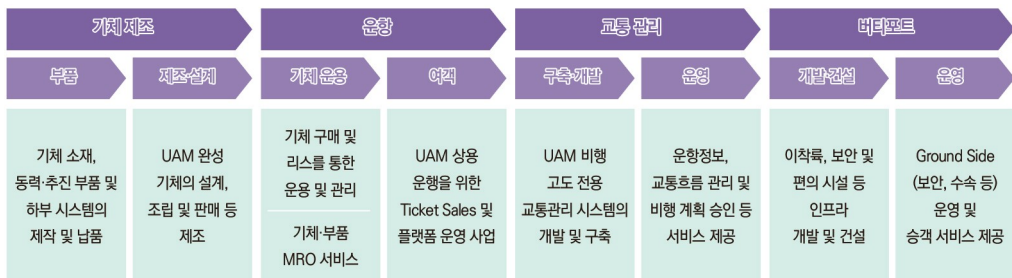 기체 제조
운항
교통 관리
버티포트
부품
제조·설계
기체 운용
여객
구축·개발
운영
개발·건설
운영
기체 소재,
동력·추진 부품 및
하부 시스템의
제작 및 납품
UAM 완성
기체의 설계,
조립 및 판매 등
제조
기체 구매 및
리스를 통한
운용 및 관리
기체·부품
MRO 서비스
UAM 상용
운행을 위한
Ticket Sales 및
플랫폼 운영 사업
UAM 비행
고도 전용
교통관리 시스템의
개발 및 구축
운항정보,
교통흐름 관리 및
비행 계획 승인 등
서비스 제공
이착륙, 보안 및
편의 시설 등
인프라
개발 및 건설
Ground Side
(보안, 수속 등)
운영 및
승객 서비스 제공